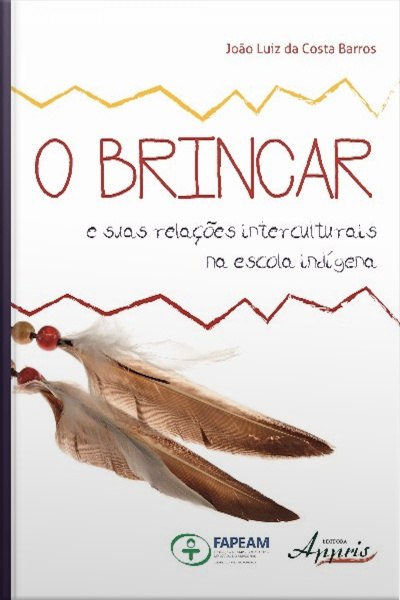 João Luiz da Costa Barros
O BRINCAR
e suas relações interculturais
na escola indígena
FAPEAM
EDITORA
Appris